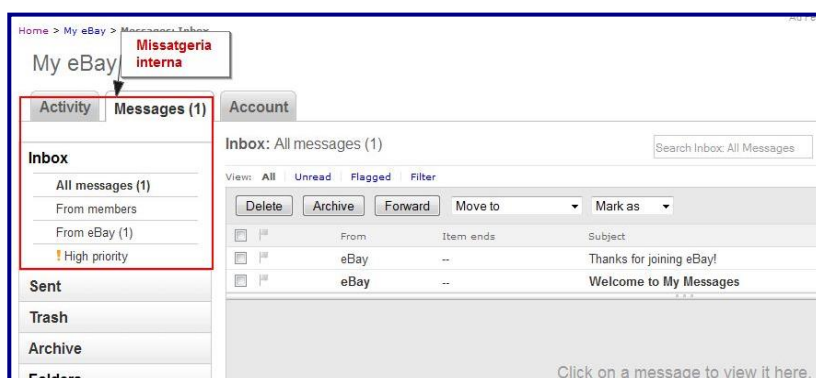 Home > My eBay > Messages: Inbox
Missatgeria
interna
My eBay
Activity Messages (1) Account
Inbox: All messages (1) Search Inbox: All Messages
Inbox
View: All Unread Flagged Filter
All messages (1)
Delete Archive Forward Move to Mark as
From members
From eBay (1)
From Item ends Subject
! High priority
eBay -- Thanks for joining eBay!
eBay -- Welcome to My Messages
Sent
Trash
Archive
Click on a message to view it here.
Folders